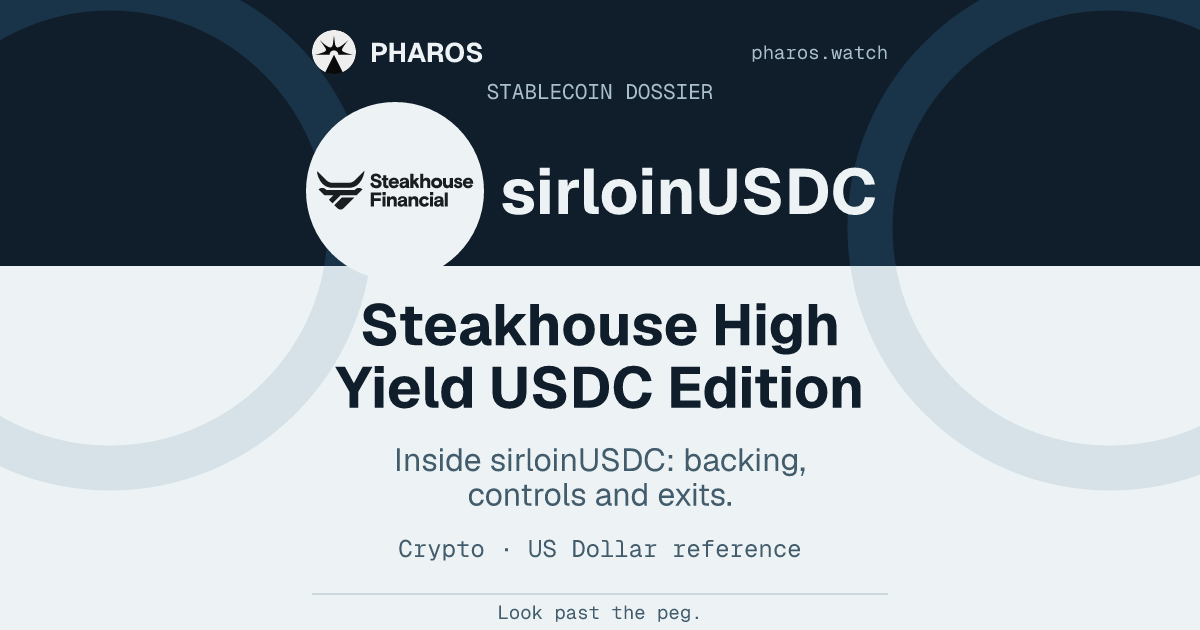 PHAROS
pharos.watch
STABLECOIN DOSSIER
Steakhouse
Financial
sirloinUSDC
Steakhouse High
Yield USDC Edition
Inside sirloinUSDC: backing,
controls and exits.
Crypto · US Dollar reference
Look past the peg.